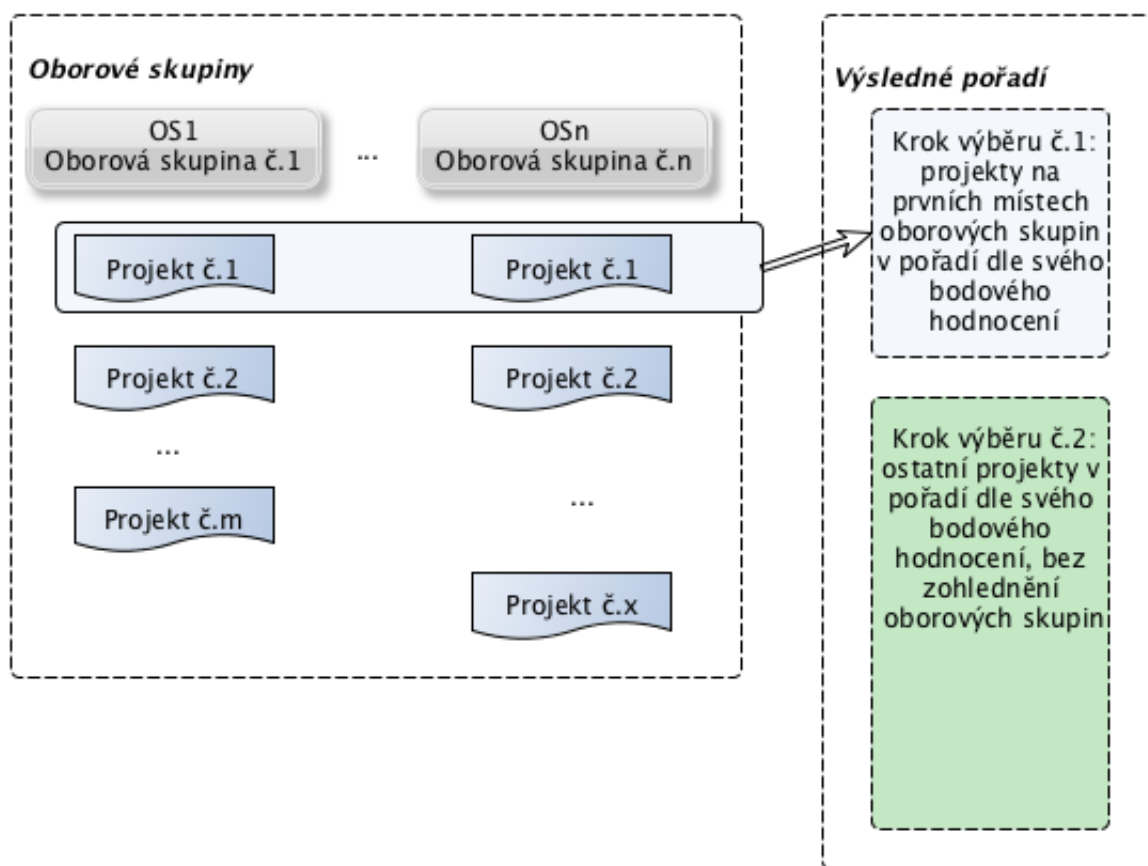 Oborové skupiny
OS1
Oborová skupina č.1
...
OSn
Oborová skupina č.n
Projekt č.1
Projekt č.1
Projekt č.2
Projekt č.2
...
Projekt č.m
...
Projekt č.x
Výsledné pořadí
Krok výběru č.1:
projekty na
prvních místech
oborových skupin
v pořadí dle svého
bodového
hodnocení
Krok výběru č.2:
ostatní projekty v
pořadí dle svého
bodového
hodnocení, bez
zohlednění
oborových skupin